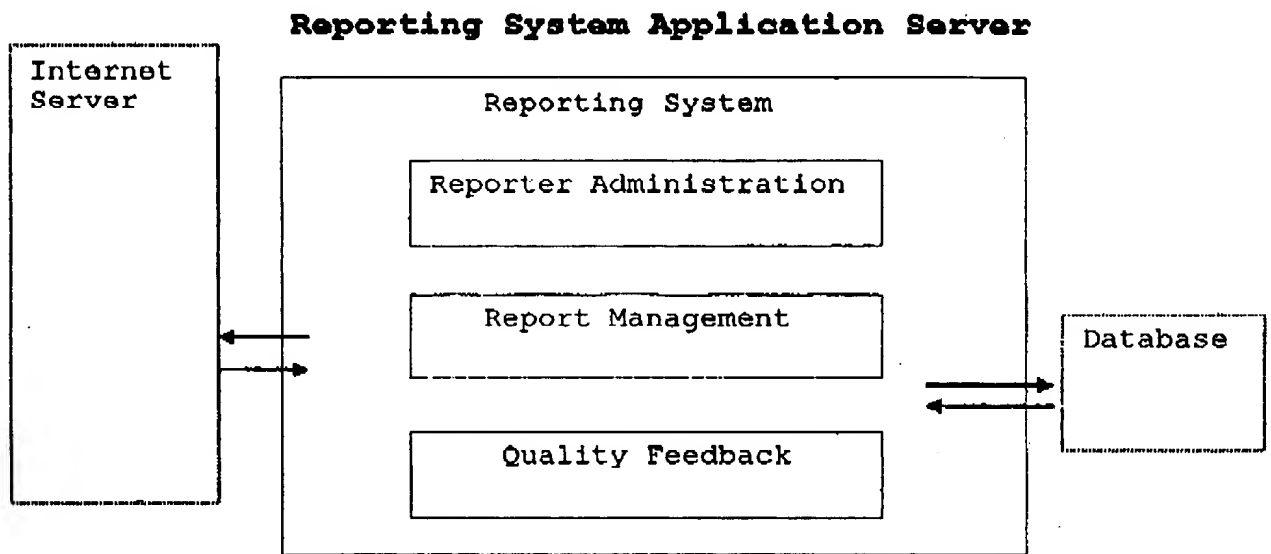 Reporting System Application Server
Internet
Server
Reporting System
Reporter Administration
Report Management
Database
Quality Feedback